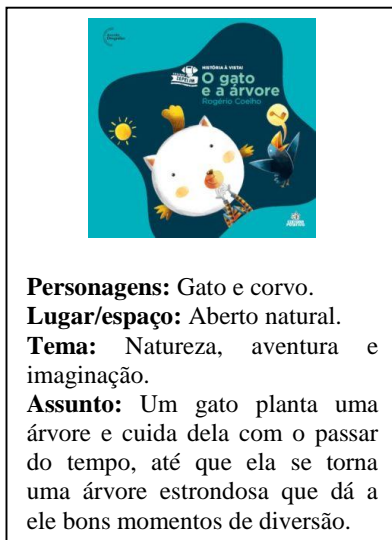 HISTÓRIA À VISTA!
O gato
e a árvore
Rogério Coelho
Personagens: Gato e corvo.
Lugar/espaço: Aberto natural.
Tema: Natureza, aventura e
imaginação.
Assunto: Um gato planta uma
árvore e cuida dela com o passar
do tempo, até que ela se torna
uma árvore estrondosa que dá a
ele bons momentos de diversão.